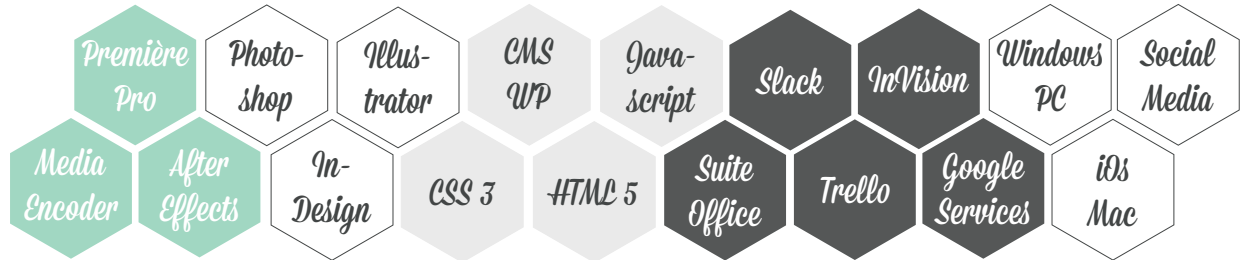 Première
Pro
Photo-
shop
Illus-
trator
CMS
WP
Java-
script
Slack
InVision
Windows
PC
Social
Media
Media
Encoder
After
Effects
In-
Design
CSS 3
HTML 5
Suite
Office
Trello
Google
Services
iOs
Mac